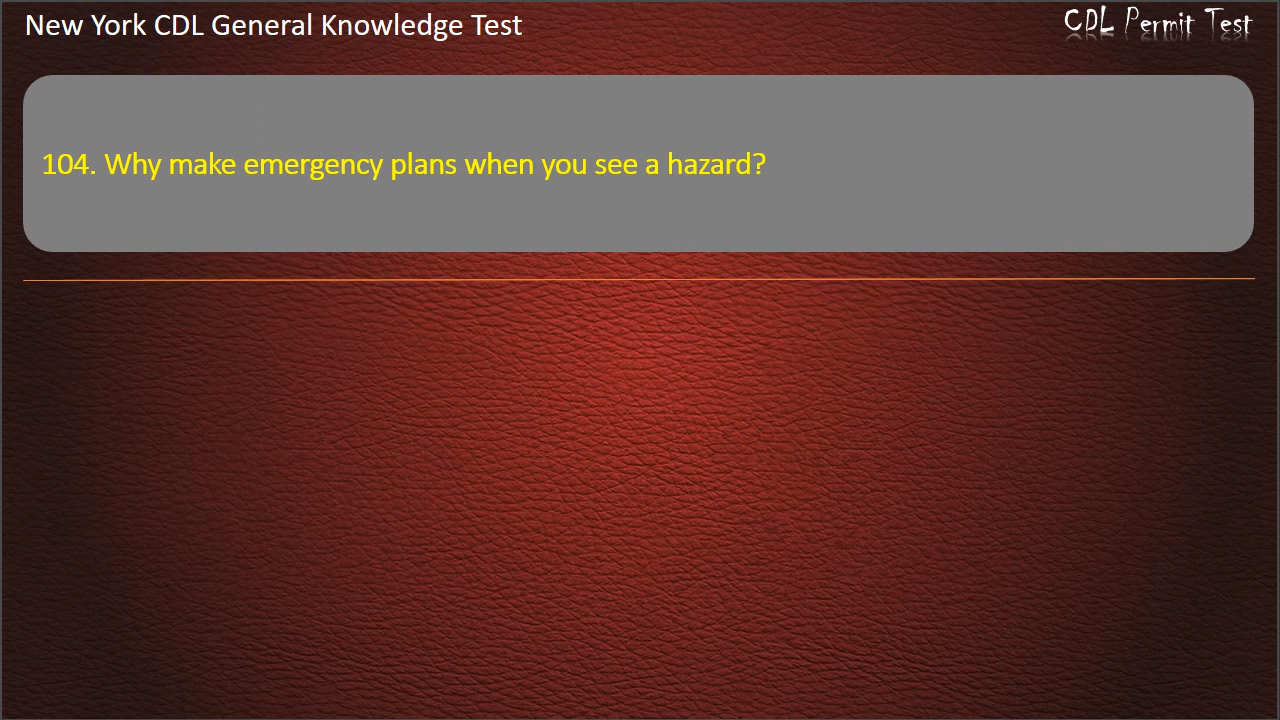 New York CDL General Knowledge Test
CDL Permit Test
104. Why make emergency plans when you see a hazard?